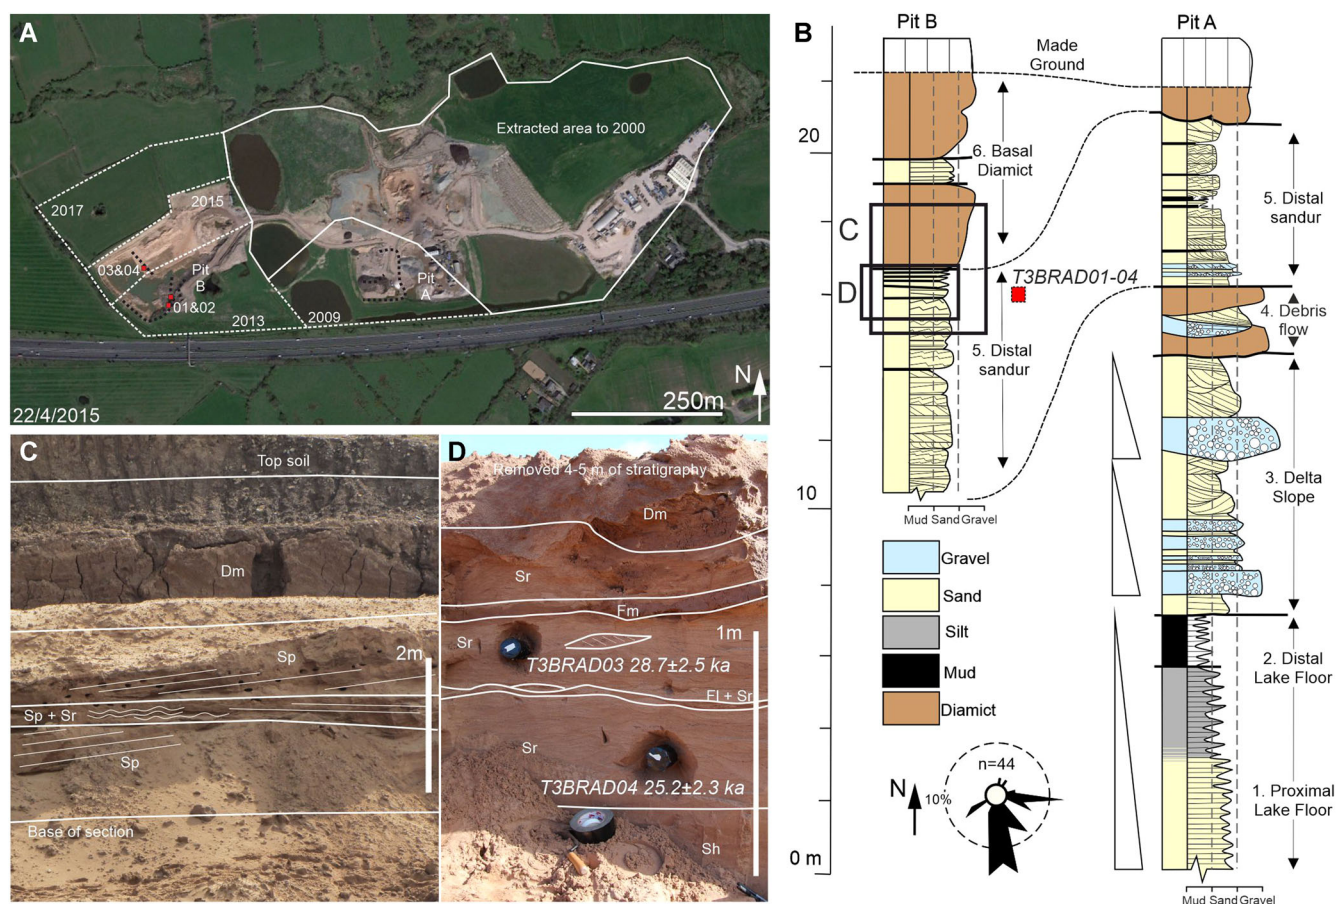 A
Extracted area to 2000
2017
2015
03&04
Pit
B
01&02
Pit
A
2013
2009
N
22/4/2015
250m
B
Pit B
Pit A
Made
Ground
20
6. Basal
Diamict
5. Distal
sandur
C
D
T3BRAD01-04
4. Debris
flow
5. Distal
sandur
3. Delta
Slope
10
Mud Sand Gravel
Gravel
Sand
Silt
Mud
Diamict
2. Distal
Lake Floor
n=44
N
10%
1. Proximal
Lake Floor
0 m
Mud Sand Gravel
C
Top soil
Dm
Sp
2m
Sp + Sr
Sp
Base of section
D
Removed 4-5 m of stratigraphy
Dm
Sr
Fm
1m
Sr
T3BRAD03 28.7±2.5 ka
Fl + Sr
Sr
T3BRAD04 25.2±2.3 ka
Sh